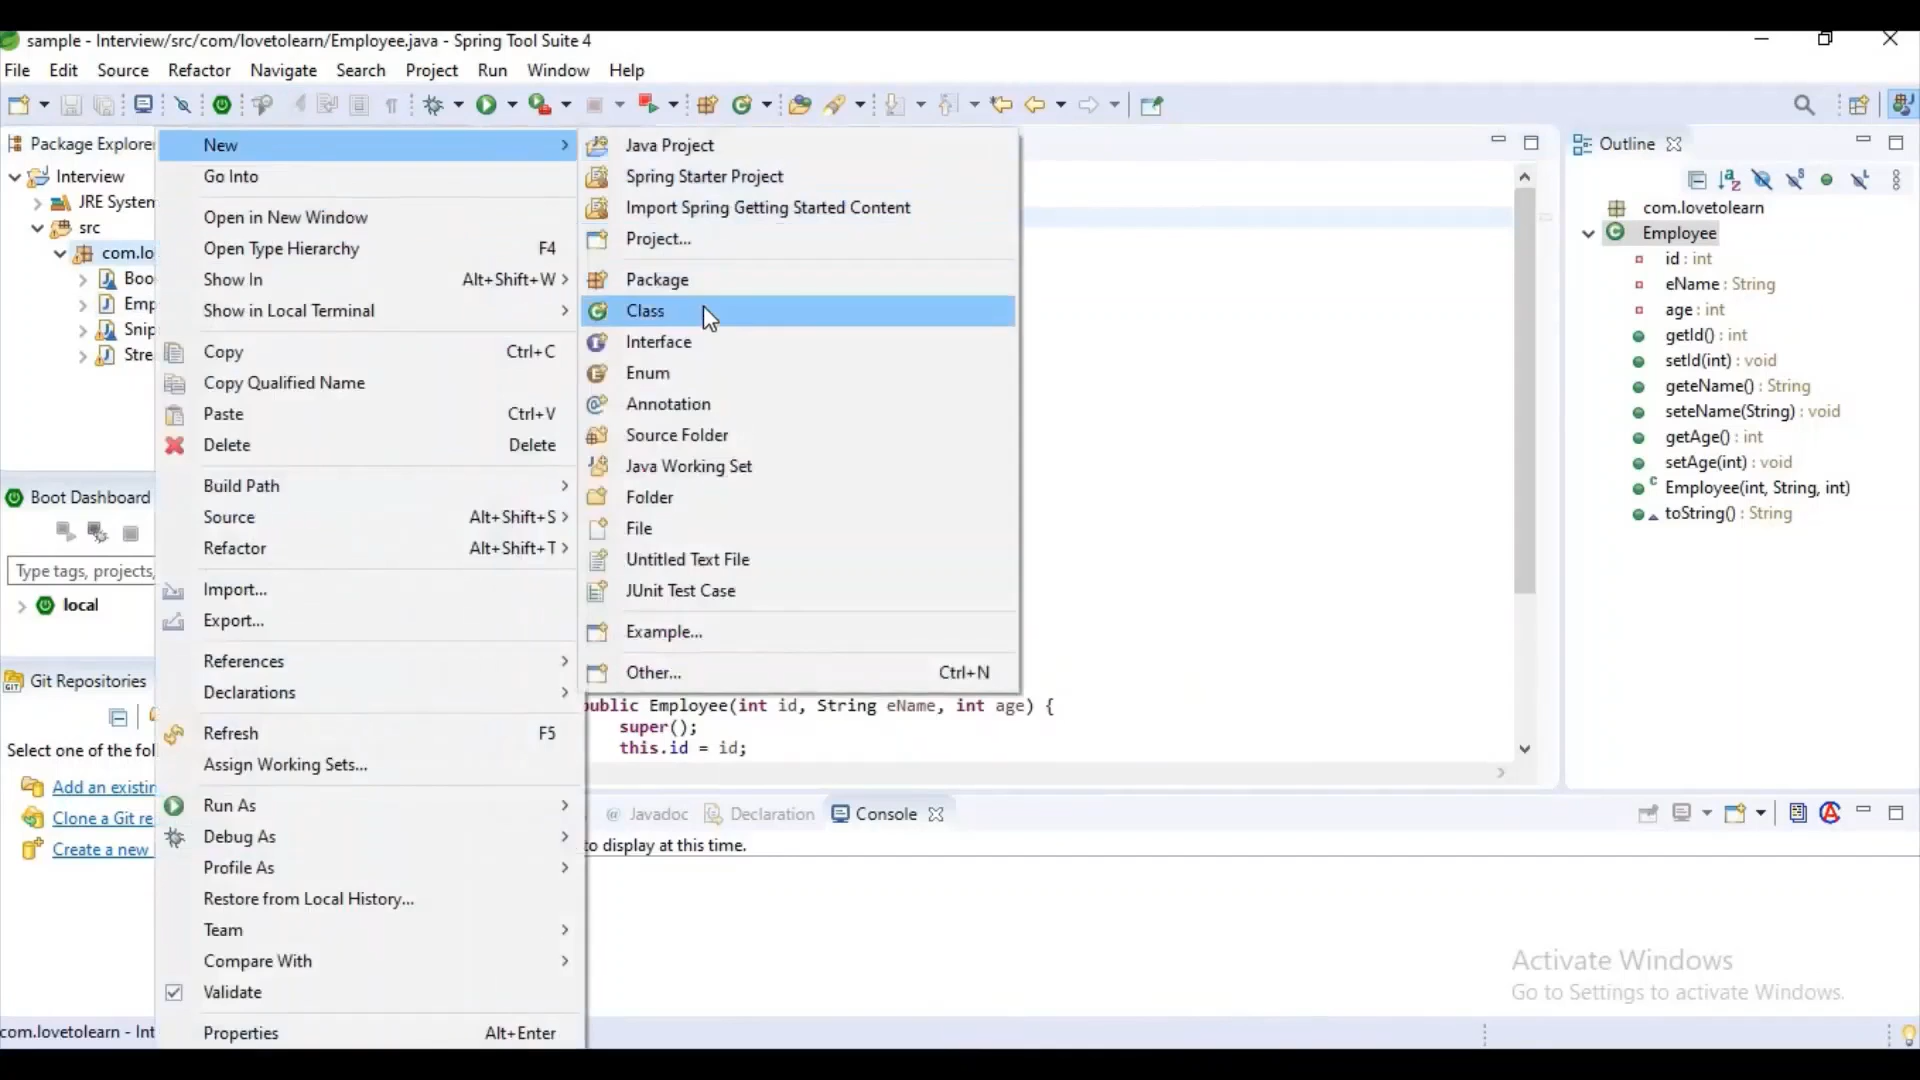 sample - Interview/src/com/lovetolearn/Employee.java - Spring Tool Suite 4
File Edit Source Refactor Navigate Search Project Run Window Help
Package Explorer
Interview
JRE System
src
com.lo
Boo
Emp
Snip
Stre
Boot Dashboard
Type tags, projects,
local
Git Repositories
Select one of the fol
Add an existin
Clone a Git re
Create a new
com.lovetolearn - Int
New
Go Into
Open in New Window
Open Type Hierarchy F4
Show In Alt+Shift+W
Show in Local Terminal
Copy Ctrl+C
Copy Qualified Name
Paste Ctrl+V
Delete Delete
Build Path
Source Alt+Shift+S
Refactor Alt+Shift+T
Import...
Export...
References
Declarations
Refresh F5
Assign Working Sets...
Run As
Debug As
Profile As
Restore from Local History...
Team
Compare With
Validate
Properties Alt+Enter
Java Project
Spring Starter Project
Import Spring Getting Started Content
Project...
Package
Class
Interface
Enum
Annotation
Source Folder
Java Working Set
Folder
File
Untitled Text File
JUnit Test Case
Example...
Other... Ctrl+N
public Employee(int id, String eName, int age) {
super();
this.id = id;
@ Javadoc Declaration Console
to display at this time.
Outline
com.lovetolearn
Employee
id : int
eName : String
age : int
getId() : int
setId(int) : void
geteName() : String
seteName(String) : void
getAge() : int
setAge(int) : void
Employee(int, String, int)
toString() : String
Activate Windows
Go to Settings to activate Windows.